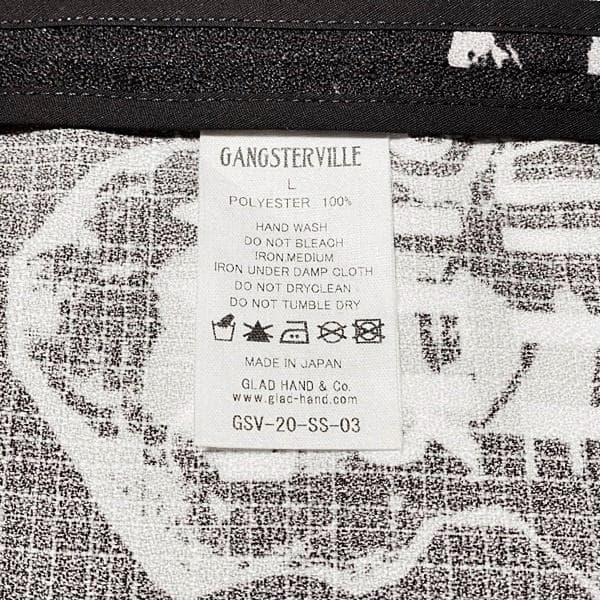 GANGSTERVILLE
L
POLYESTER 100%
HAND WASH
DO NOT BLEACH
IRON,MEDIUM
IRON UNDER DAMP CLOTH
DO NOT DRYCLEAN
DO NOT TUMBLE DRY
MADE IN JAPAN
GLAD HAND & Co.
www.glad-hand.com
GSV-20-SS-03